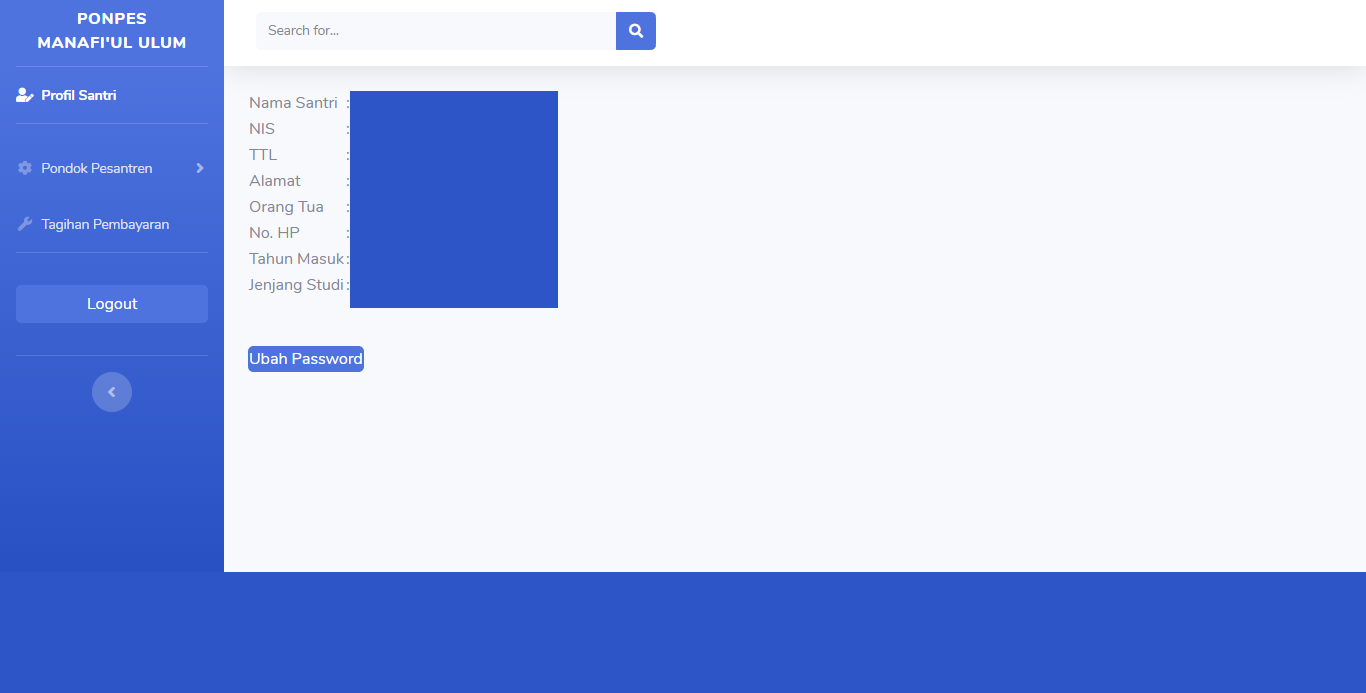 PONPES
MANAFI'UL ULUM
Search for...
Profil Santri
Pondok Pesantren
Tagihan Pembayaran
Logout
Nama Santri :
NIS :
TTL :
Alamat :
Orang Tua :
No. HP :
Tahun Masuk :
Jenjang Studi :
Ubah Password